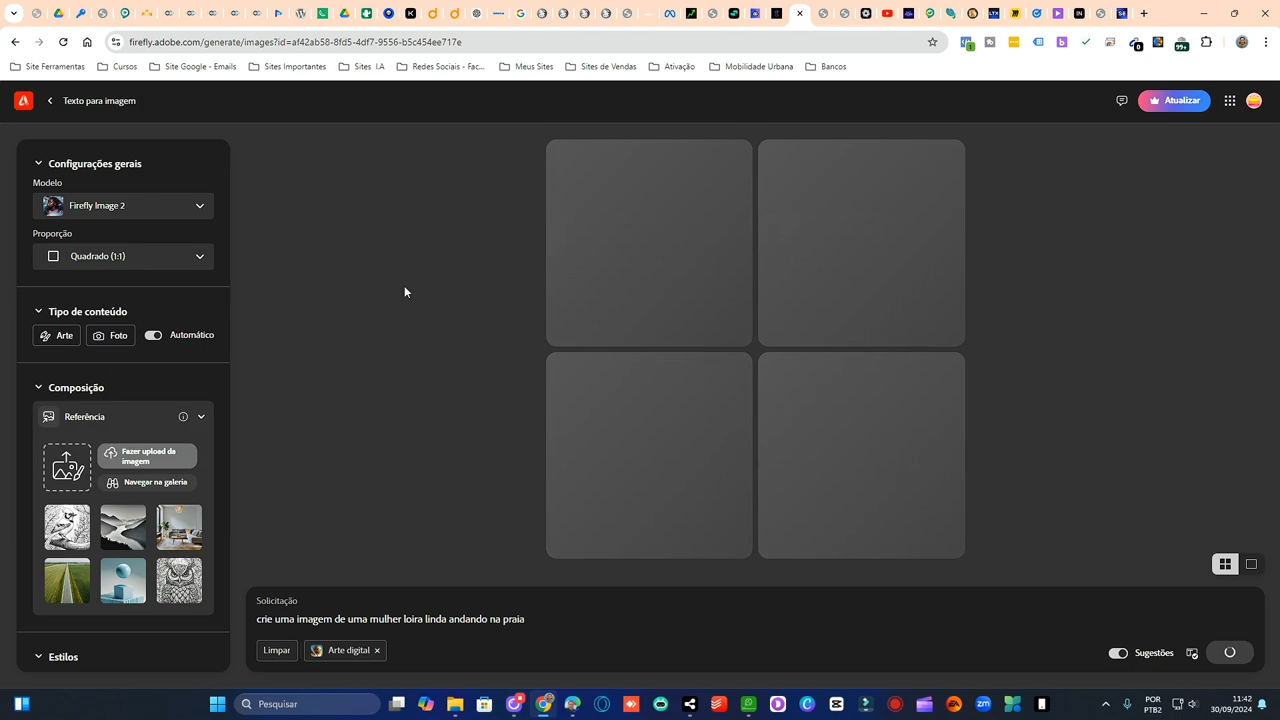 firefly.adobe.com/generate/images?id=af42ab58-8fd5-4df7-9556-b5c454ee717e
Site Ferramentas
Cursos
Site Google - Emails
Sites Importantes
Sites I.A
Redes Sociais - Fac...
Meus Sites
Sites de Vendas
Ativação
Mobilidade Urbana
Bancos
Texto para imagem
Atualizar
Configurações gerais
Modelo
Firefly Image 2
Proporção
Quadrado (1:1)
Tipo de conteúdo
Arte
Foto
Automático
Composição
Referência
Fazer upload da
imagem
Navegar na galeria
Estilos
Solicitação
crie uma imagem de uma mulher loira linda andando na praia
Limpar
Arte digital
Sugestões
Pesquisar
POR
PTB2
11:42
30/09/2024